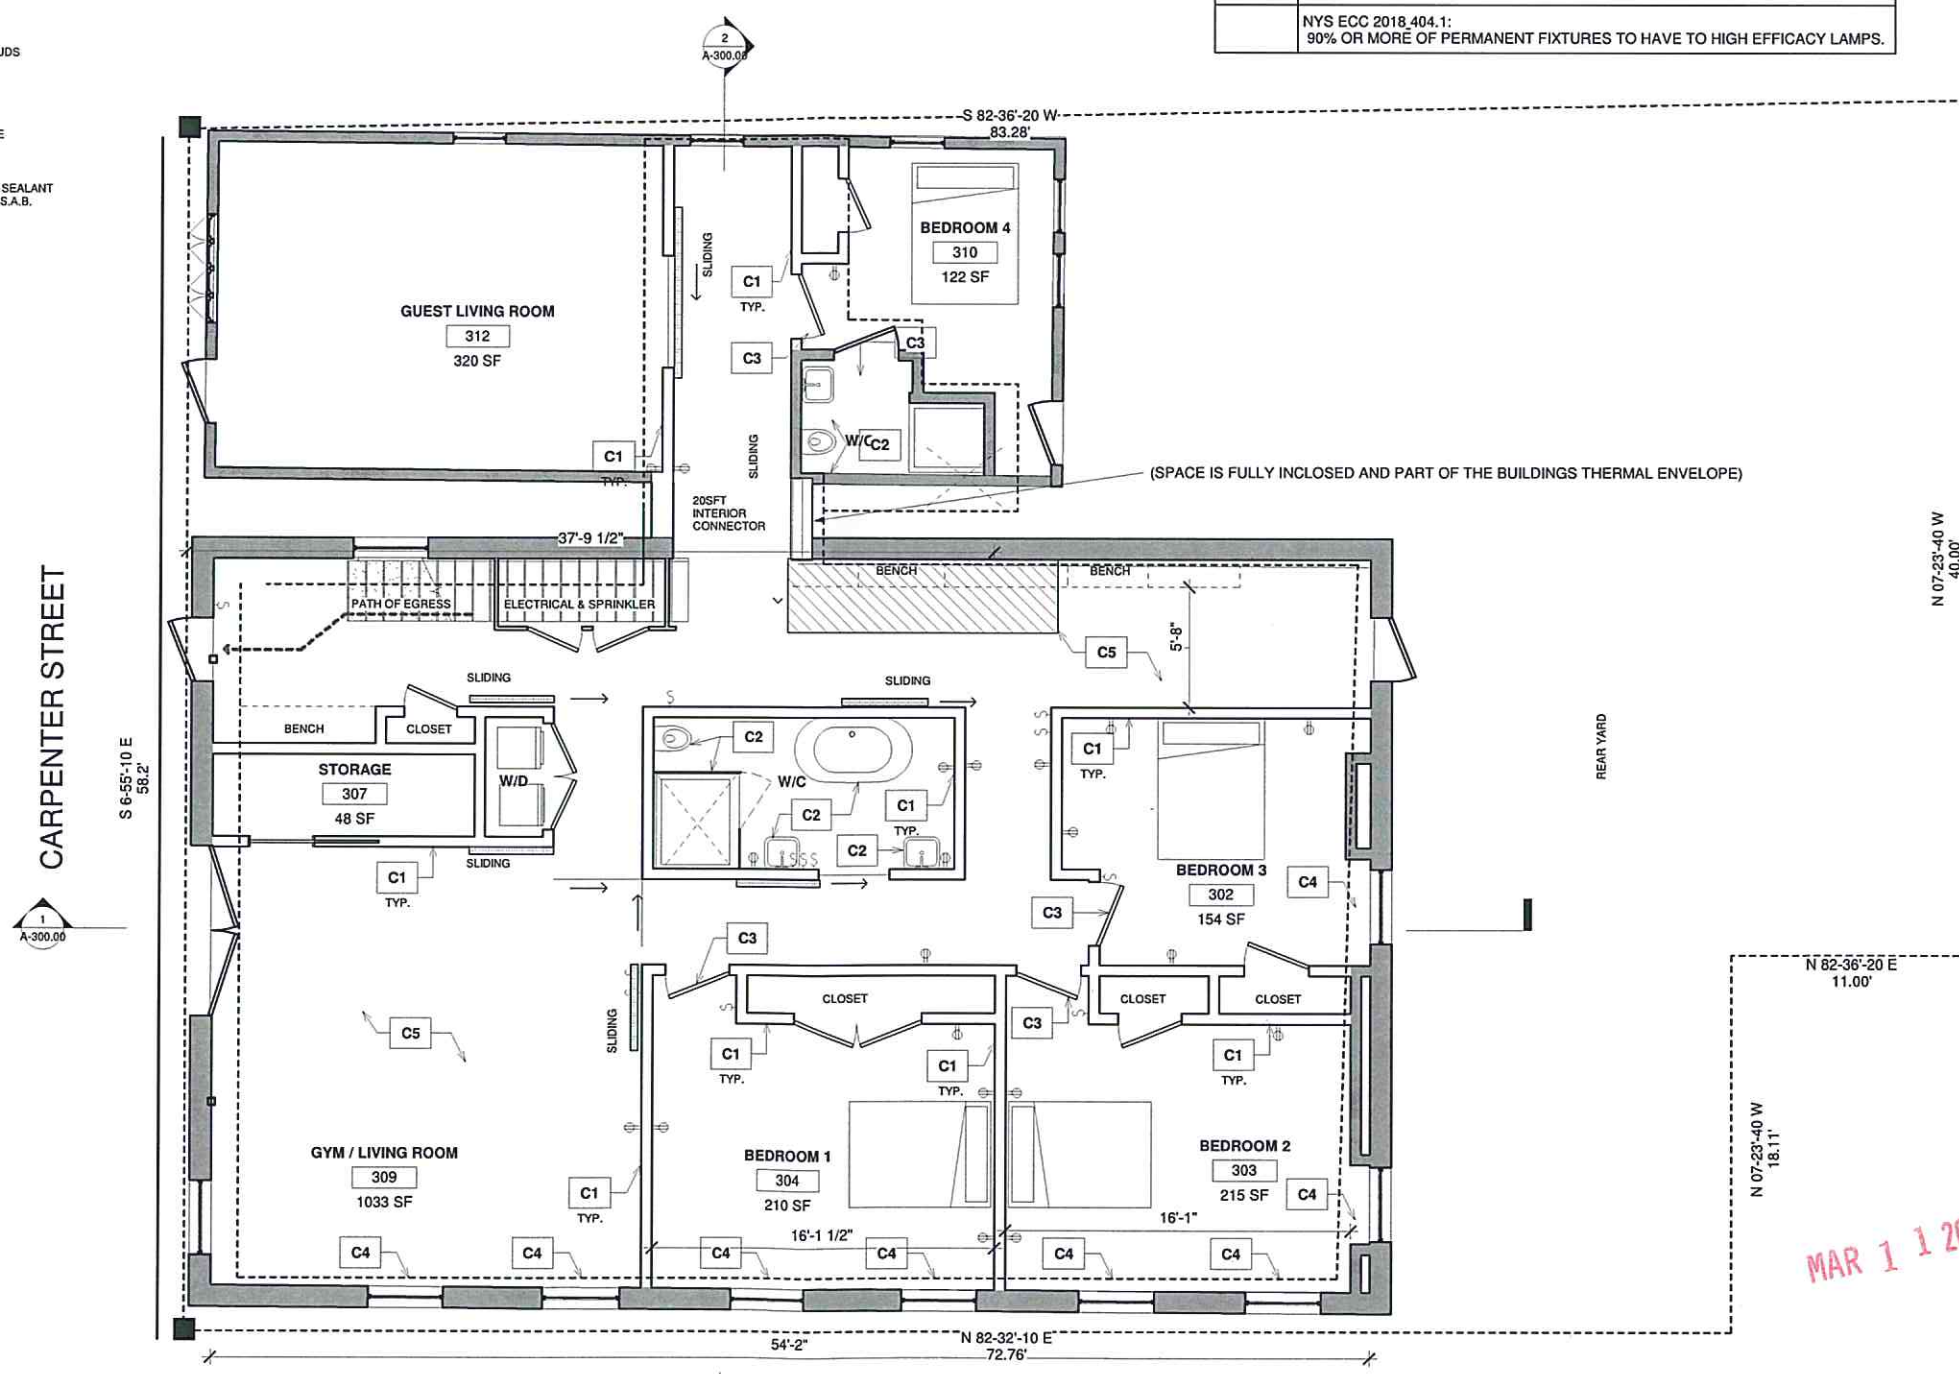 UDS
E
SEALANT
S.A.B.
2
A-300.00
NYS ECC 2018 404.1:
90% OR MORE OF PERMANENT FIXTURES TO HAVE TO HIGH EFFICACY LAMPS.
S 82-36'-20 W
83.28'
GUEST LIVING ROOM
312
320 SF
SLIDING
C1
TYP.
C3
BEDROOM 4
310
122 SF
C3
W/C
C2
C1
TYP.
SLIDING
20SFT
INTERIOR
CONNECTOR
(SPACE IS FULLY INCLOSED AND PART OF THE BUILDINGS THERMAL ENVELOPE)
37'-9 1/2"
PATH OF EGRESS
ELECTRICAL & SPRINKLER
BENCH
BENCH
5'-8"
C5
N 07-23'-40 W
40.00'
CARPENTER STREET
S 6-55'-10 E
58.2'
SLIDING
SLIDING
BENCH
CLOSET
STORAGE
307
48 SF
W/D
SLIDING
C1
TYP.
C2
W/C
C2
C2
C1
TYP.
C1
TYP.
BEDROOM 3
302
154 SF
C4
C3
REAR YARD
1
A-300.00
C3
CLOSET
C3
CLOSET
CLOSET
N 82-36'-20 E
11.00'
C5
SLIDING
C1
TYP.
C1
TYP.
C1
TYP.
GYM / LIVING ROOM
309
1033 SF
C1
TYP.
BEDROOM 1
304
210 SF
16'-1 1/2"
BEDROOM 2
303
215 SF
C4
16'-1"
N 07-23'-40 W
18.11'
C4
C4
C4
C4
C4
C4
MAR 1 1 20
N 82-32'-10 E
72.76'
54'-2"